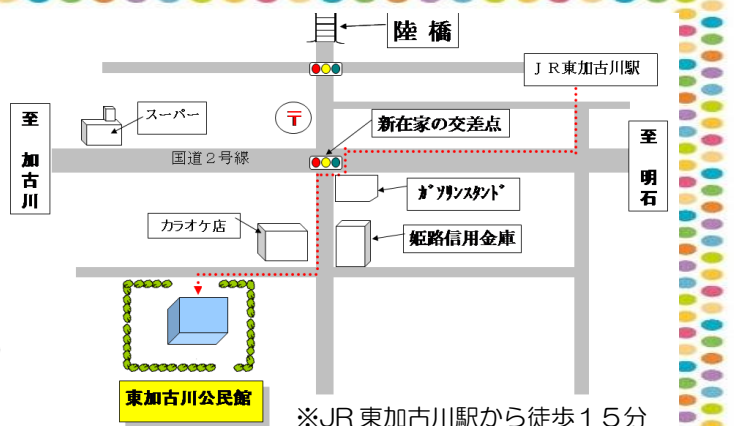 陸 橋
ＪＲ東加古川駅
至 加古川
スーパー
〒
新在家の交差点
至 明石
国道２号線
ｶﾞｿﾘﾝｽﾀﾝﾄﾞ
カラオケ店
姫路信用金庫
東加古川公民館
※JR 東加古川駅から徒歩１５分